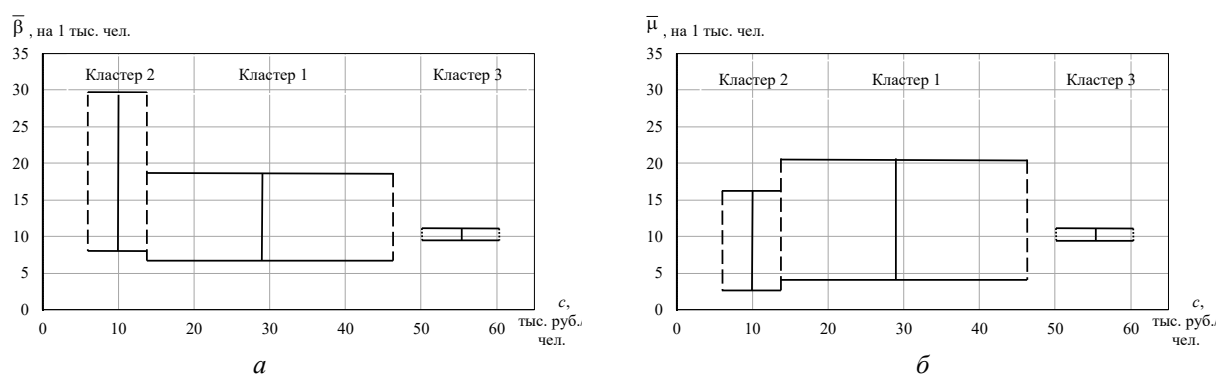 β̅ , на 1 тыс. чел.
35
30
25
20
15
10
5
0
Кластер 2 Кластер 1 Кластер 3
0 10 20 30 40 50 60
c,
тыс. руб./
чел.
а
μ̅ , на 1 тыс. чел.
35
30
25
20
15
10
5
0
Кластер 2 Кластер 1 Кластер 3
0 10 20 30 40 50 60
c,
тыс. руб./
чел.
б